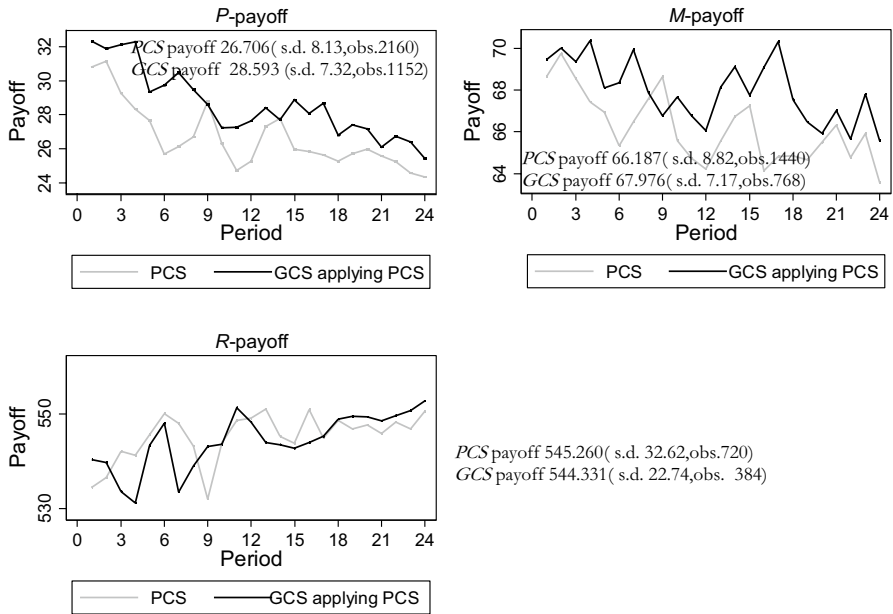 P-payoff
32
30
28
26
24
Payoff
PCS payoff 26.706( s.d. 8.13,obs.2160)
GCS payoff 28.593 (s.d. 7.32,obs.1152)
0 3 6 9 12 15 18 21 24
Period
PCS GCS applying PCS
M-payoff
70
68
66
64
Payoff
PCS payoff 66.187( s.d. 8.82,obs.1440)
GCS payoff 67.976( s.d. 7.17,obs.768)
0 3 6 9 12 15 18 21 24
Period
PCS GCS applying PCS
R-payoff
550
530
Payoff
0 3 6 9 12 15 18 21 24
Period
PCS GCS applying PCS
PCS payoff 545.260( s.d. 32.62,obs.720)
GCS payoff 544.331( s.d. 22.74,obs. 384)